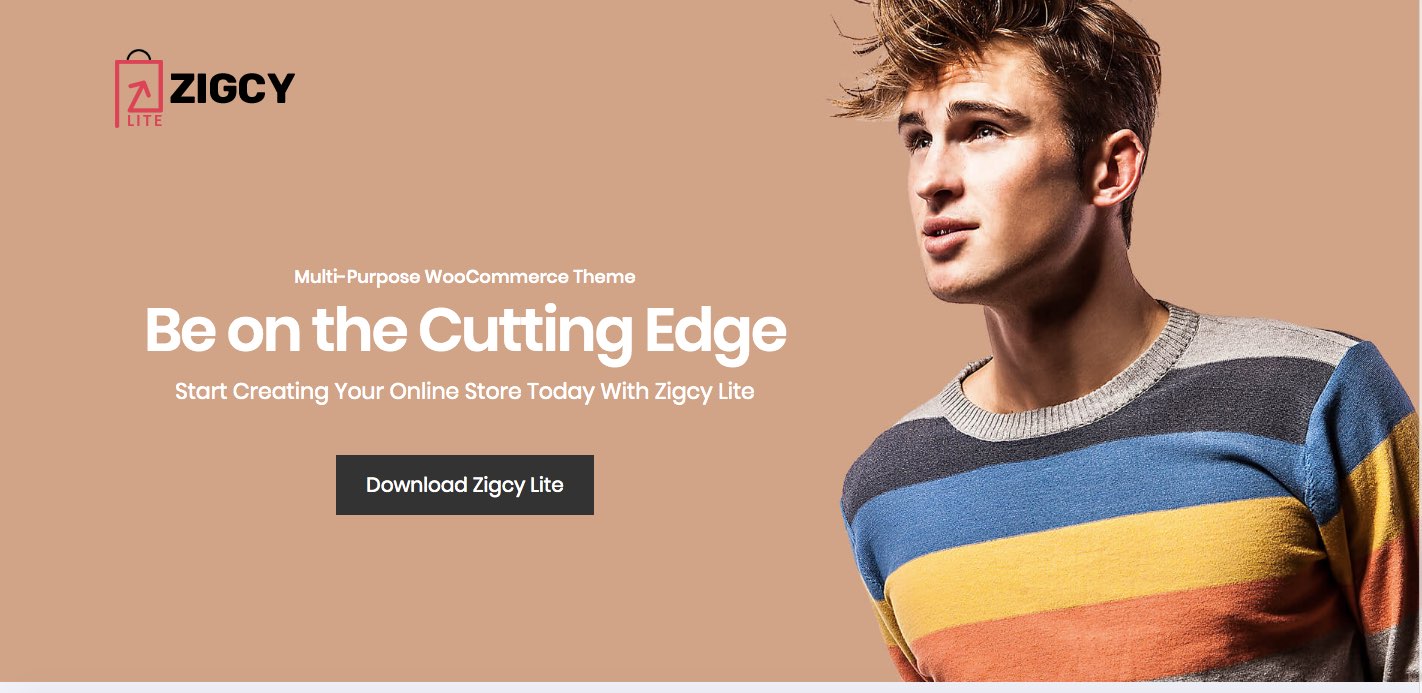 ZIGCY
LITE
Multi-Purpose WooCommerce Theme
Be on the Cutting Edge
Start Creating Your Online Store Today With Zigcy Lite
Download Zigcy Lite